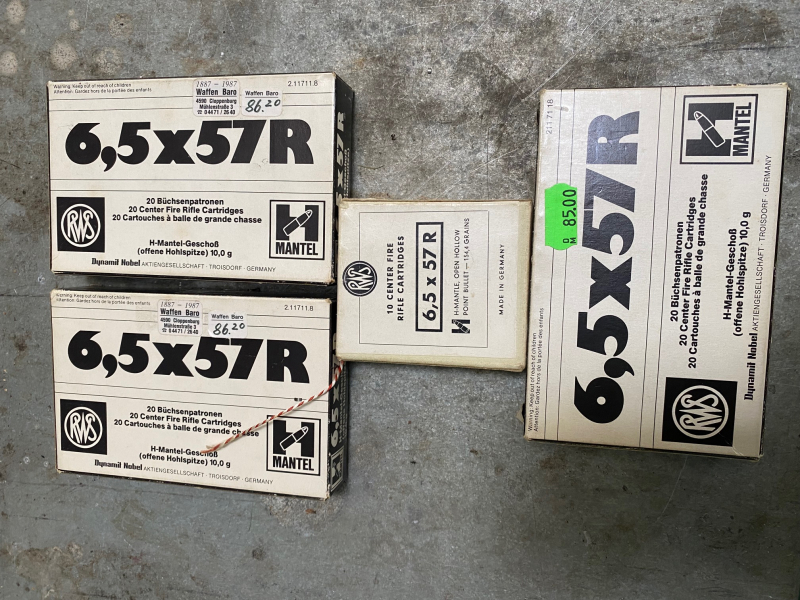 Warning: Keep out of reach of children
Attention: Gardez hors de la portée des enfants
1887 - 1987
Waffen Baro
4590 Cloppenburg
Mühlenstraße 3
☎ 04471 / 2640
Waffen Baro
86.20
2.11711.8
6,5x57R
RWS
20 Büchsenpatronen
20 Center Fire Rifle Cartridges
20 Cartouches à balle de grande chasse
H-Mantel-Geschoß
(offene Hohlspitze) 10,0 g
H
MANTEL
Dynamit Nobel AKTIENGESELLSCHAFT · TROISDORF · GERMANY
Warning: Keep out of reach of children
Attention: Gardez hors de la portée des enfants
1887 - 1987
Waffen Baro
4590 Cloppenburg
Mühlenstraße 3
☎ 04471 / 2640
Waffen Baro
86.20
2.11711.8
6,5x57R
RWS
20 Büchsenpatronen
20 Center Fire Rifle Cartridges
20 Cartouches à balle de grande chasse
H-Mantel-Geschoß
(offene Hohlspitze) 10,0 g
H
MANTEL
Dynamit Nobel AKTIENGESELLSCHAFT · TROISDORF · GERMANY
RWS
10 CENTER FIRE
RIFLE CARTRIDGES
6,5 x 57 R
H
H-MANTLE, OPEN HOLLOW
POINT BULLET — 154,4 GRAINS
MADE IN GERMANY
Warning: Keep out of reach of children
Attention: Gardez hors de la portée des enfants
6,5x57R
DM 85.00
RWS
20 Büchsenpatronen
20 Center Fire Rifle Cartridges
20 Cartouches à balle de grande chasse
H-Mantel-Geschoß
(offene Hohlspitze) 10,0 g
H
MANTEL
Dynamit Nobel AKTIENGESELLSCHAFT · TROISDORF · GERMANY